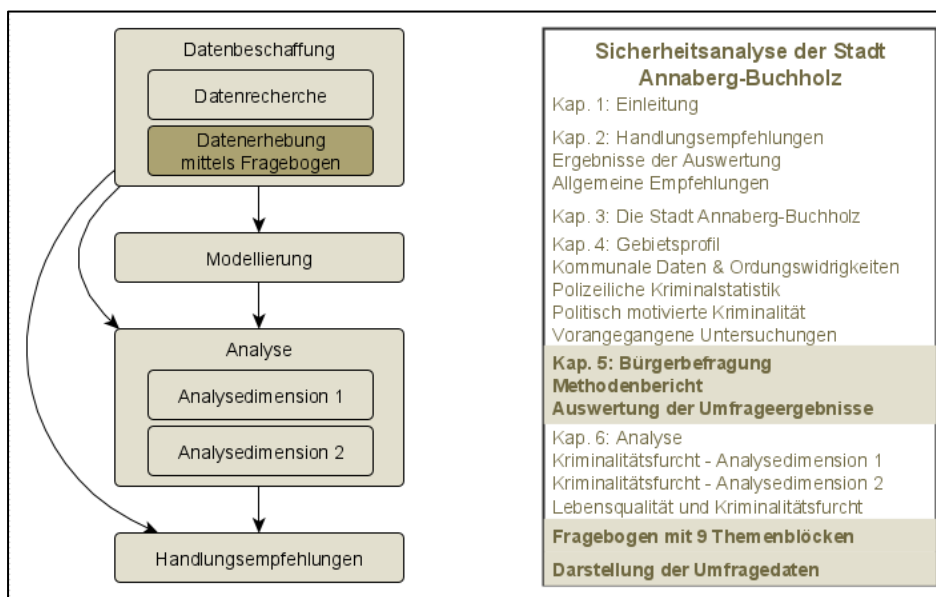 Datenbeschaffung
Datenrecherche
Datenerhebung
mittels Fragebogen
Modellierung
Analyse
Analysedimension 1
Analysedimension 2
Handlungsempfehlungen
Sicherheitsanalyse der Stadt
Annaberg-Buchholz
Kap. 1: Einleitung
Kap. 2: Handlungsempfehlungen
Ergebnisse der Auswertung
Allgemeine Empfehlungen
Kap. 3: Die Stadt Annaberg-Buchholz
Kap. 4: Gebietsprofil
Kommunale Daten & Ordungswidrigkeiten
Polizeiliche Kriminalstatistik
Politisch motivierte Kriminalität
Vorangegangene Untersuchungen
Kap. 5: Bürgerbefragung
Methodenbericht
Auswertung der Umfrageergebnisse
Kap. 6: Analyse
Kriminalitätsfurcht - Analysedimension 1
Kriminalitätsfurcht - Analysedimension 2
Lebensqualität und Kriminalitätsfurcht
Fragebogen mit 9 Themenblöcken
Darstellung der Umfragedaten